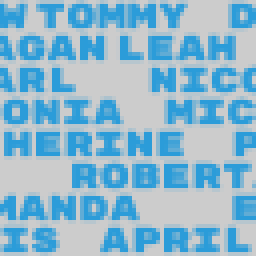 W TOMMY D
AGAN LEAH
ARL NICO
ONIA MIC
HERINE P
ROBERT
MANDA E
IS APRIL